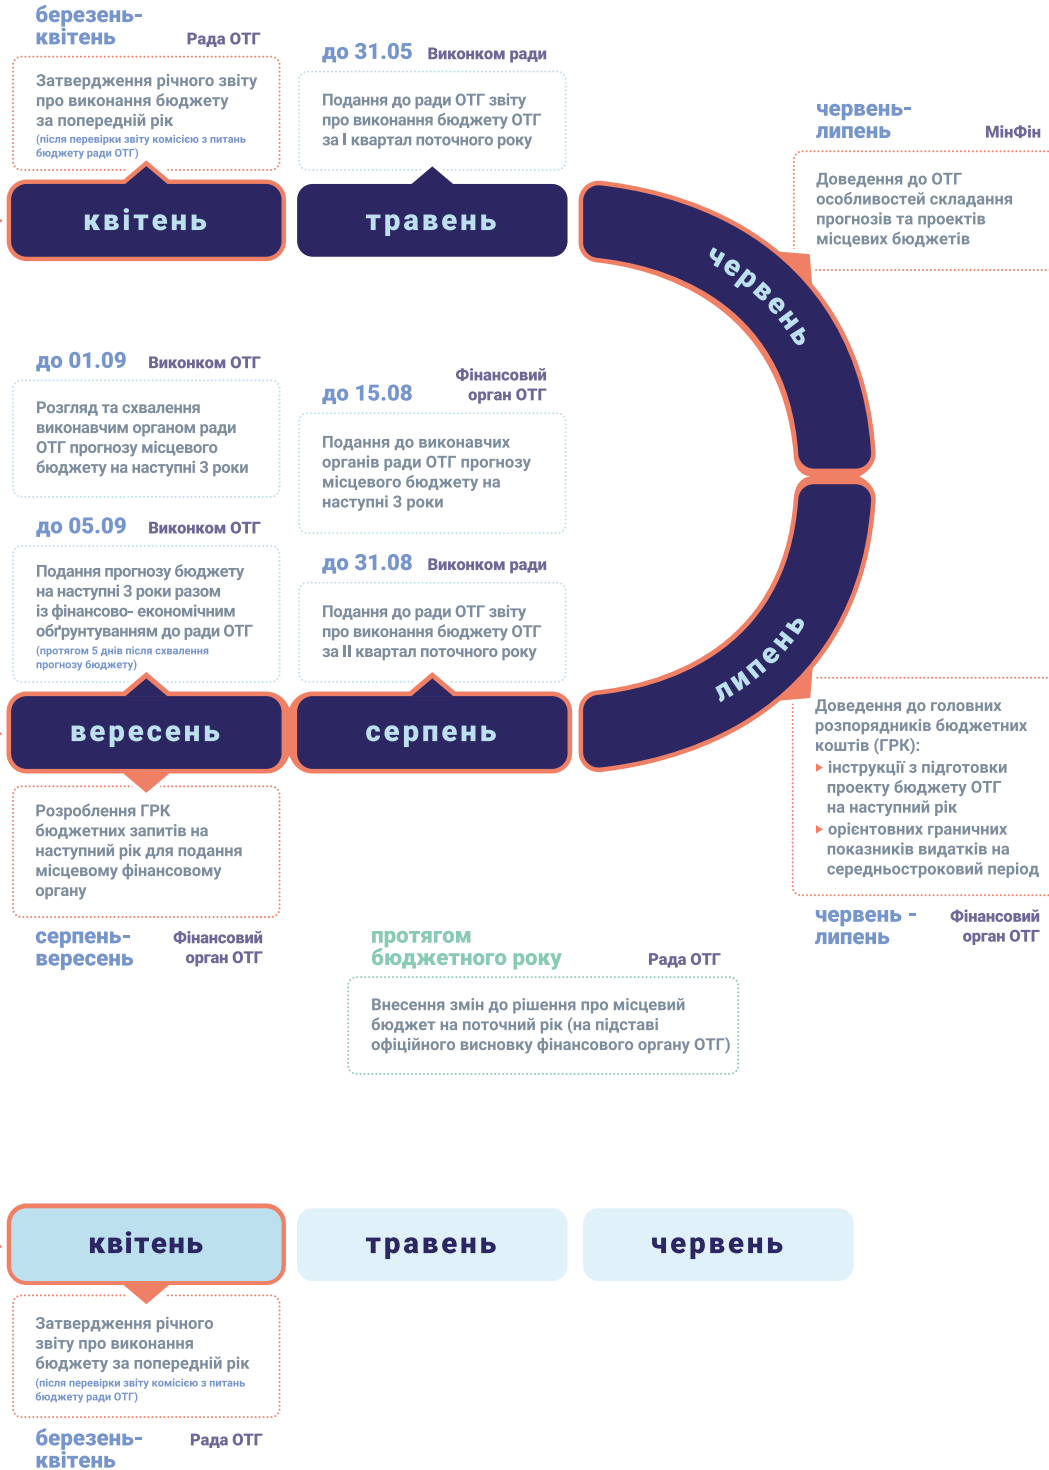 березень-
квітень
Рада ОТГ
Затвердження річного звіту
про виконання бюджету
за попередній рік
(після перевірки звіту комісією з питань
бюджету ради ОТГ)
квітень
до 31.05
Виконком ради
Подання до ради ОТГ звіту
про виконання бюджету ОТГ
за I квартал поточного року
травень
червень-
липень
МінФін
Доведення до ОТГ
особливостей складання
прогнозів та проектів
місцевих бюджетів
червень
до 01.09
Виконком ОТГ
Розгляд та схвалення
виконавчим органом ради
ОТГ прогнозу місцевого
бюджету на наступні 3 роки
до 15.08
Фінансовий
орган ОТГ
Подання до виконавчих
органів ради ОТГ прогнозу
місцевого бюджету на
наступні 3 роки
до 05.09
Виконком ОТГ
Подання прогнозу бюджету
на наступні 3 роки разом
із фінансово- економічним
обґрунтуванням до ради ОТГ
(протягом 5 днів після схвалення
прогнозу бюджету)
до 31.08
Виконком ради
Подання до ради ОТГ звіту
про виконання бюджету ОТГ
за II квартал поточного року
липень
вересень
серпень
Доведення до головних
розпорядників бюджетних
коштів (ГРК):
інструкції з підготовки
проекту бюджету ОТГ
на наступний рік
орієнтовних граничних
показників видатків на
середньостроковий період
червень -
липень
Фінансовий
орган ОТГ
Розроблення ГРК
бюджетних запитів на
наступний рік для подання
місцевому фінансовому
органу
серпень-
вересень
Фінансовий
орган ОТГ
протягом
бюджетного року
Рада ОТГ
Внесення змін до рішення про місцевий
бюджет на поточний рік (на підставі
офіційного висновку фінансового органу ОТГ)
квітень
травень
червень
Затвердження річного
звіту про виконання
бюджету за попередній рік
(після перевірки звіту комісією з питань
бюджету ради ОТГ)
березень-
квітень
Рада ОТГ